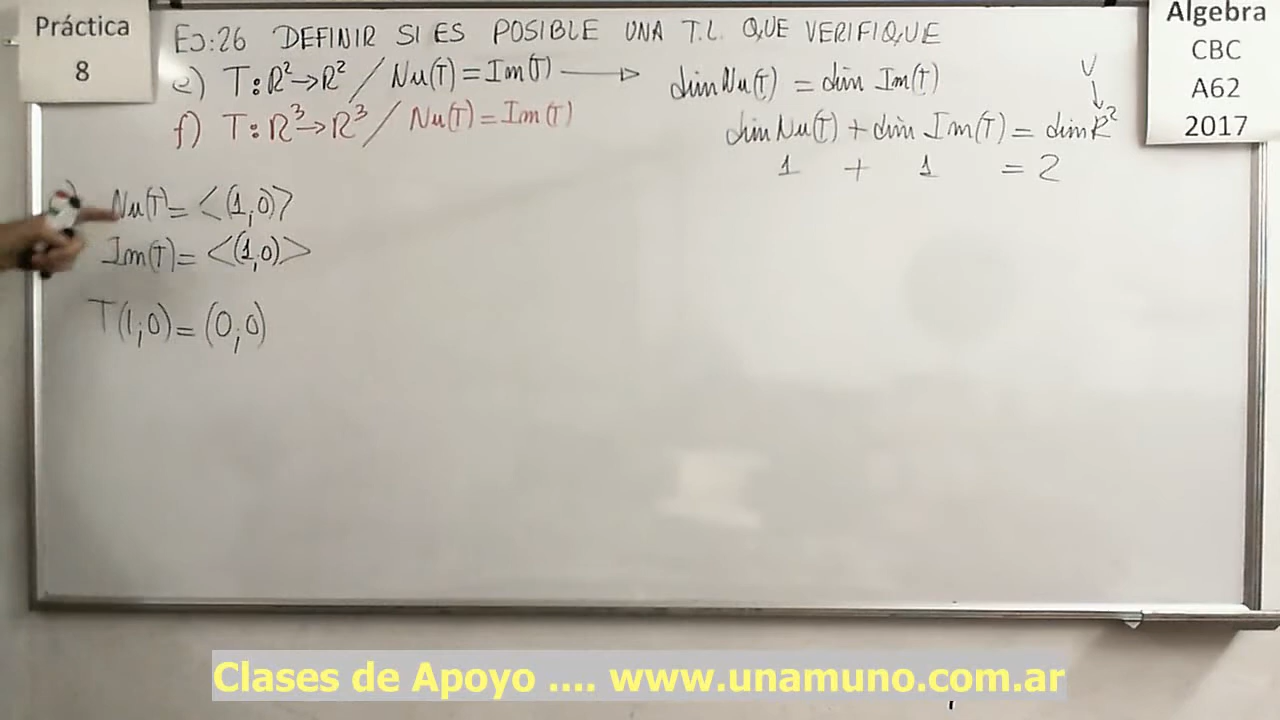 Práctica
8
EJ:26 DEFINIR SI ES POSIBLE UNA T.L. QUE VERIFIQUE
e) T:R²→R² / Nu(T)=Im(T) → dim Nu(T) = dim Im(T)
f) T:R³→R³ / Nu(T)=Im(T)
V
↓
dim Nu(T) + dim Im(T) = dim R²
1 + 1 = 2
Algebra
CBC
A62
2017
Nu(T)= <(1,0)>
Im(T)= <(1,0)>
T(1;0)=(0;0)
Clases de Apoyo .... www.unamuno.com.ar